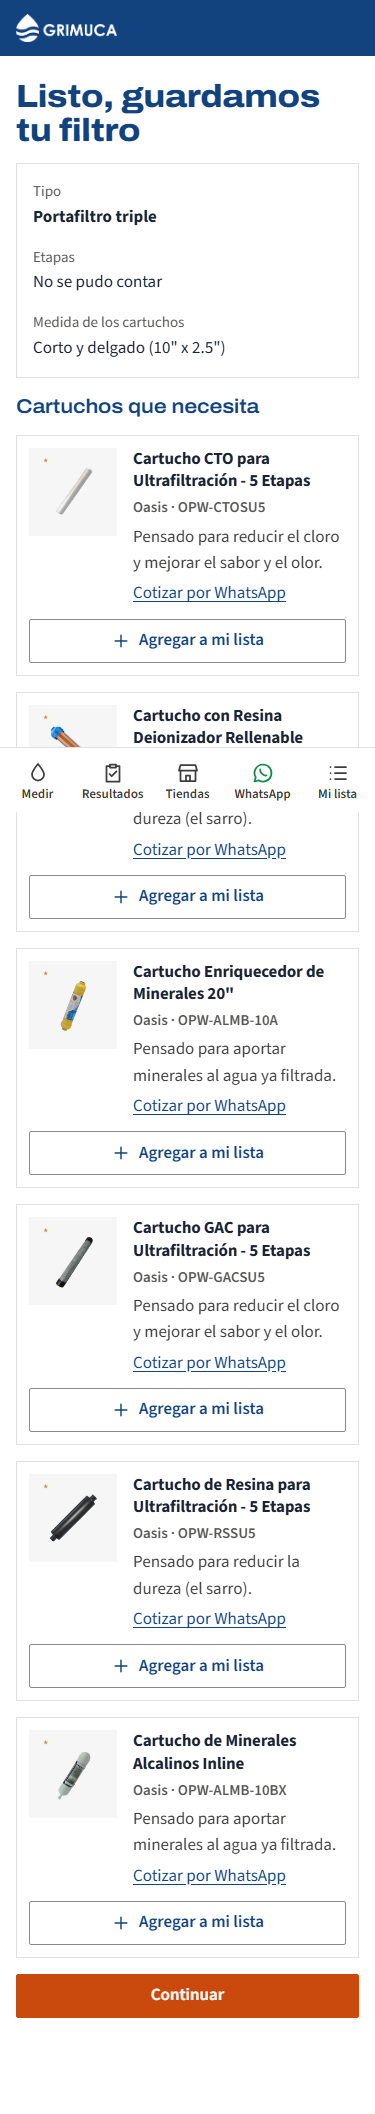 GRIMUCA
Listo, guardamos
tu filtro
Tipo
Portafiltro triple
Etapas
No se pudo contar
Medida de los cartuchos
Corto y delgado (10" x 2.5")
Cartuchos que necesita
Cartucho CTO para
Ultrafiltración - 5 Etapas
Oasis · OPW-CTOSU5
Pensado para reducir el cloro
y mejorar el sabor y el olor.
Cotizar por WhatsApp
Agregar a mi lista
Cartucho con Resina
Deionizador Rellenable
Medir
Resultados
Tiendas
WhatsApp
Mi lista
dureza (el sarro).
Cotizar por WhatsApp
Agregar a mi lista
Cartucho Enriquecedor de
Minerales 20"
Oasis · OPW-ALMB-10A
Pensado para aportar
minerales al agua ya filtrada.
Cotizar por WhatsApp
Agregar a mi lista
Cartucho GAC para
Ultrafiltración - 5 Etapas
Oasis · OPW-GACSU5
Pensado para reducir el cloro
y mejorar el sabor y el olor.
Cotizar por WhatsApp
Agregar a mi lista
Cartucho de Resina para
Ultrafiltración - 5 Etapas
Oasis · OPW-RSSU5
Pensado para reducir la
dureza (el sarro).
Cotizar por WhatsApp
Agregar a mi lista
Cartucho de Minerales
Alcalinos Inline
Oasis · OPW-ALMB-10BX
Pensado para aportar
minerales al agua ya filtrada.
Cotizar por WhatsApp
Agregar a mi lista
Continuar